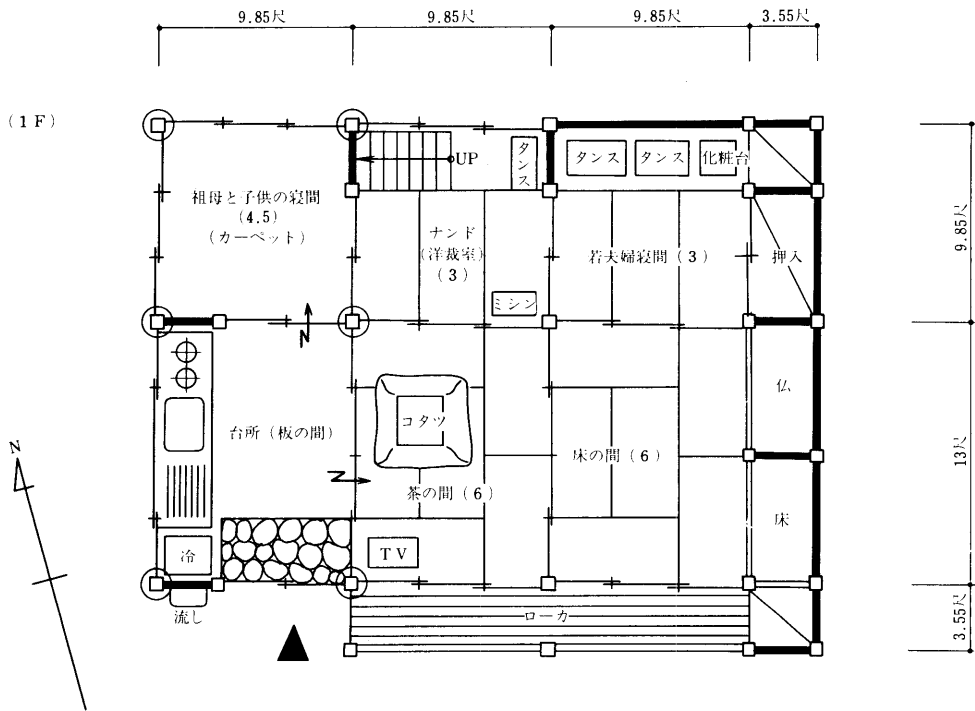 9.85尺
9.85尺
9.85尺
3.55尺
(1F)
UP
タンス
タンス
タンス
化粧台
祖母と子供の寝間
(4.5)
(カーペット)
ナンド
(洋裁室)
(3)
若夫婦寝間(3)
押入
ミシン
9.85尺
N
仏
コタツ
台所(板の間)
床の間(6)
N
N
茶の間(6)
13尺
床
冷
TV
流し
ローカ
3.55尺